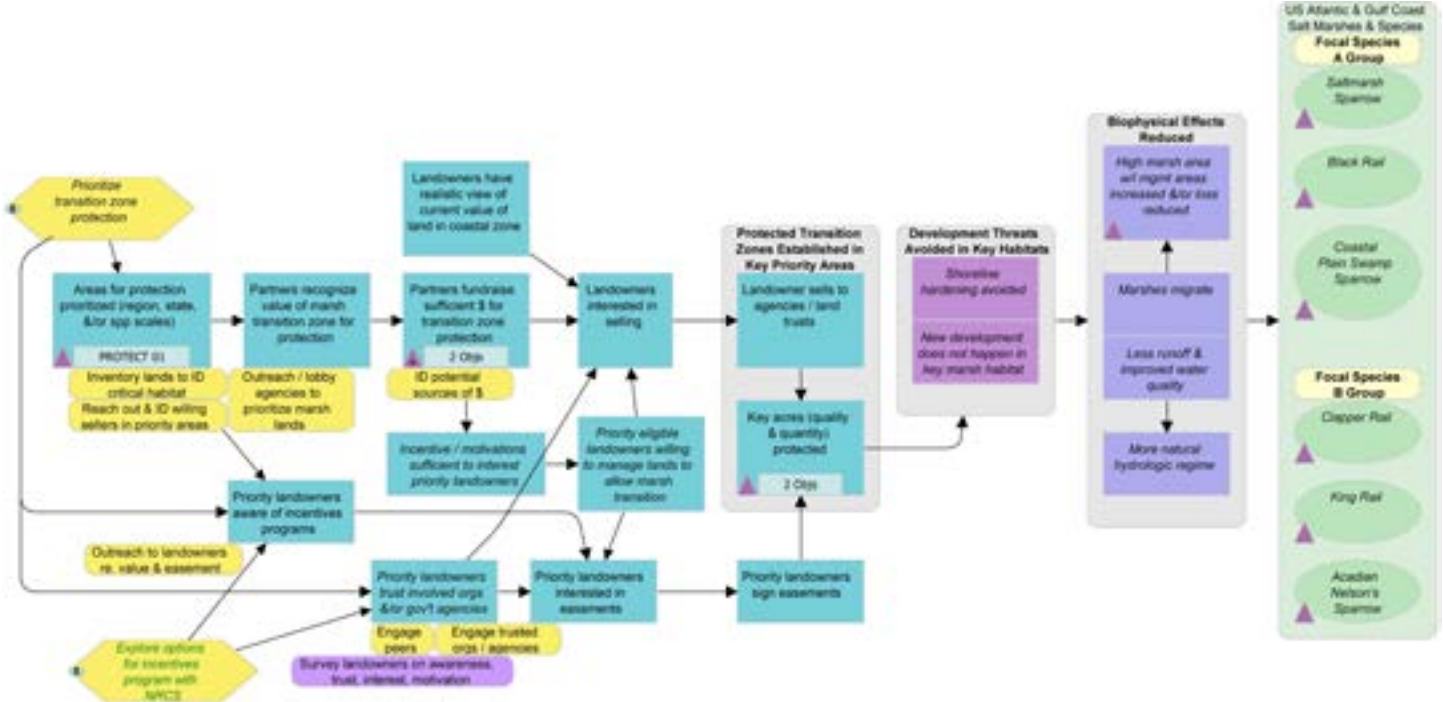 Prioritize
transition zone
protection
Areas for protection
prioritized (region, state,
&/or spp scales)
PROTECT 01
Inventory lands to ID
critical habitat
Reach out & ID willing
sellers in priority areas
Partners recognize
value of marsh
transition zone for
protection
Outreach / lobby
agencies to
prioritize marsh
lands
Landowners have
realistic view of
current value of
land in coastal zone
Partners fundraise
sufficient $ for
transition zone
protection
2 Objs
ID potential
sources of $
Incentive / motivations
sufficient to interest
priority landowners
Landowners
interested in
selling
Priority eligible
landowners willing
to manage lands to
allow marsh
transition
Priority landowners
aware of incentives
programs
Outreach to landowners
re. value & easement
Explore options
for incentives
program with
NRCS
Priority landowners
trust involved orgs
&/or gov't agencies
Engage
peers
Engage trusted
orgs / agencies
Survey landowners on awareness,
trust, interest, motivation
Priority landowners
interested in
easements
Priority landowners
sign easements
Protected Transition
Zones Established in
Key Priority Areas
Landowner sells to
agencies / land
trusts
Key acres (quality
& quantity)
protected
2 Objs
Development Threats
Avoided in Key Habitats
Shoreline
hardening avoided
New development
does not happen in
key marsh habitat
Biophysical Effects
Reduced
High marsh area
w/i mgmt areas
increased &/or loss
reduced
Marshes migrate
Less runoff &
improved water
quality
More natural
hydrologic regime
US Atlantic & Gulf Coast
Salt Marshes & Species
Focal Species
A Group
Saltmarsh
Sparrow
Black Rail
Coastal
Plain Swamp
Sparrow
Focal Species
B Group
Clapper Rail
King Rail
Acadian
Nelson's
Sparrow